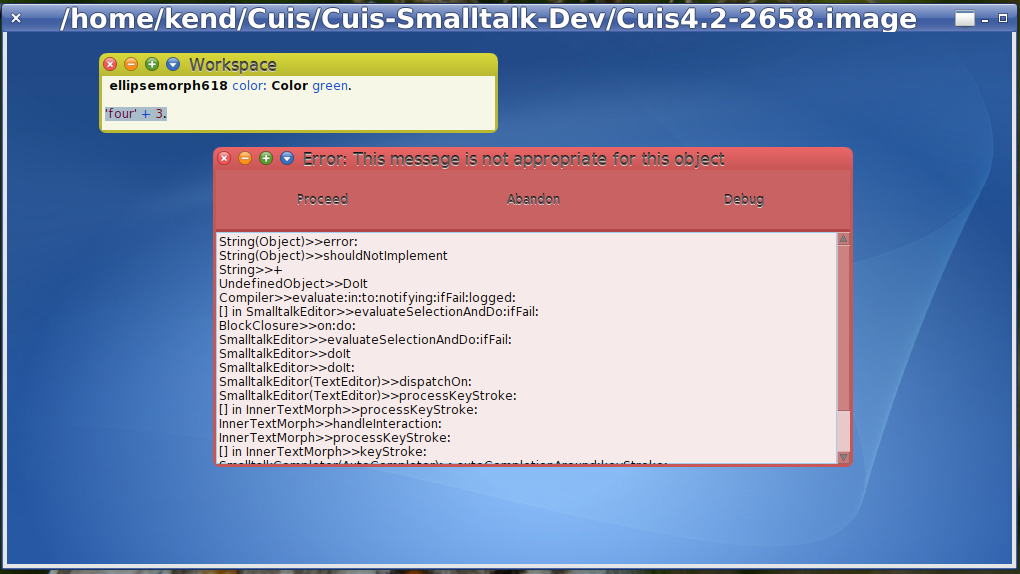 /home/kend/Cuis/Cuis-Smalltalk-Dev/Cuis4.2-2658.image
Workspace
ellipsemorph618 color: Color green.
'four' + 3.
Error: This message is not appropriate for this object
Proceed Abandon Debug
String(Object)>>error:
String(Object)>>shouldNotImplement
String>>+
UndefinedObject>>DoIt
Compiler>>evaluate:in:to:notifying:ifFail:logged:
[] in SmalltalkEditor>>evaluateSelectionAndDo:ifFail:
BlockClosure>>on:do:
SmalltalkEditor>>evaluateSelectionAndDo:ifFail:
SmalltalkEditor>>doIt
SmalltalkEditor>>doIt:
SmalltalkEditor(TextEditor)>>dispatchOn:
SmalltalkEditor(TextEditor)>>processKeyStroke:
[] in InnerTextMorph>>processKeyStroke:
InnerTextMorph>>handleInteraction:
InnerTextMorph>>processKeyStroke:
[] in InnerTextMorph>>keyStroke: